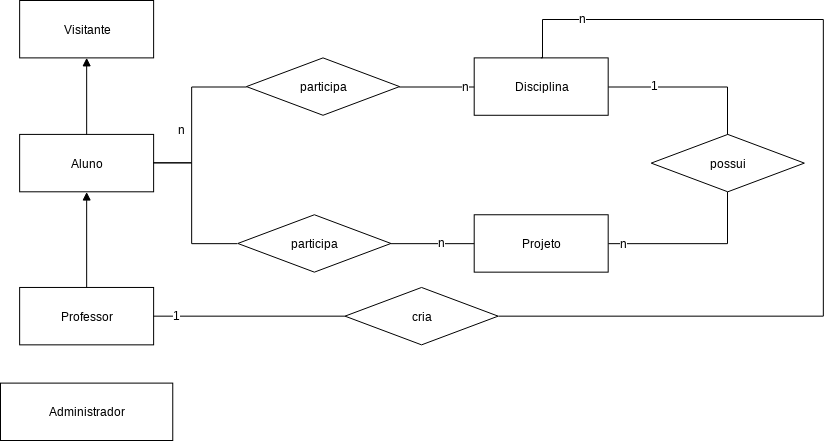 Visitante
n
participa
n
Disciplina
1
n
Aluno
possui
participa
n
Projeto
n
Professor
1
cria
Administrador